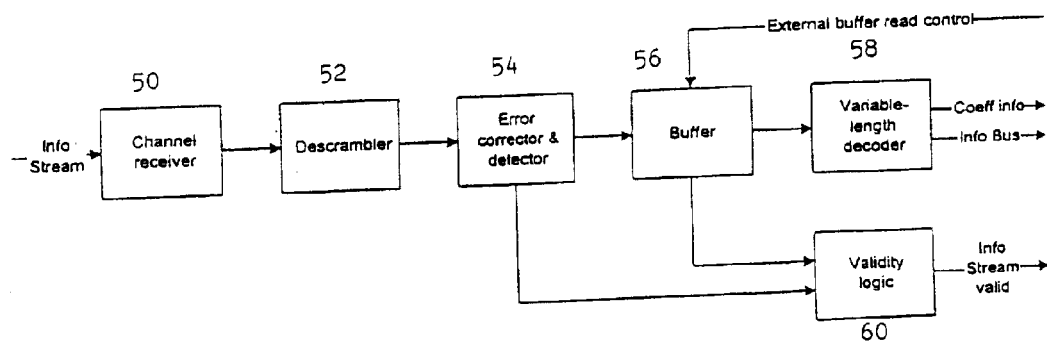 External buffer read control
50
52
54
56
58
Info
Stream
Channel
receiver
Descrambler
Error
corrector &
detector
Buffer
Variable-
length
decoder
Coeff info
Info Bus
Validity
logic
Info
Stream
valid
60